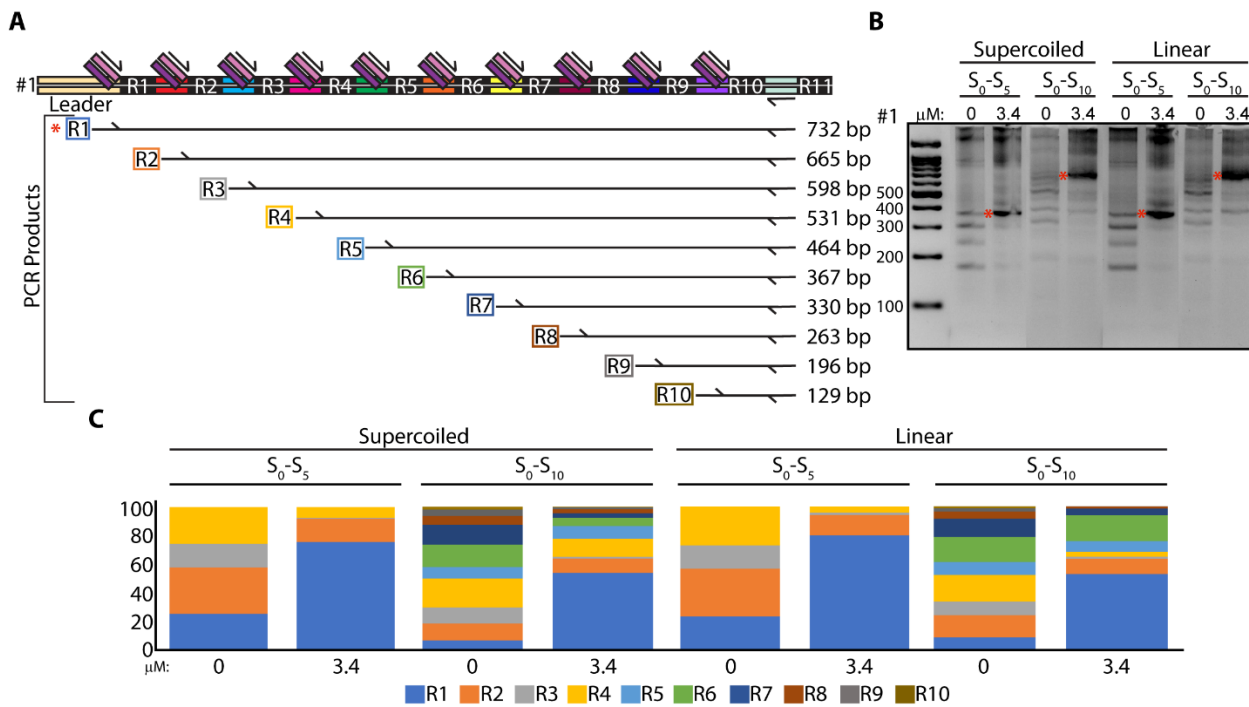 A
#1 R1 R2 R3 R4 R5 R6 R7 R8 R9 R10 R11
Leader
PCR Products
* R1 732 bp
R2 665 bp
R3 598 bp
R4 531 bp
R5 464 bp
R6 367 bp
R7 330 bp
R8 263 bp
R9 196 bp
R10 129 bp
B
Supercoiled Linear
S₀-S₅ S₀-S₁₀ S₀-S₅ S₀-S₁₀
#1 μM: 0 3.4 0 3.4 0 3.4 0 3.4
500
400
300
200
100
* * * *
C
Supercoiled Linear
S₀-S₅ S₀-S₁₀ S₀-S₅ S₀-S₁₀
100
80
60
40
20
0
μM: 0 3.4 0 3.4 0 3.4 0 3.4
R1 R2 R3 R4 R5 R6 R7 R8 R9 R10